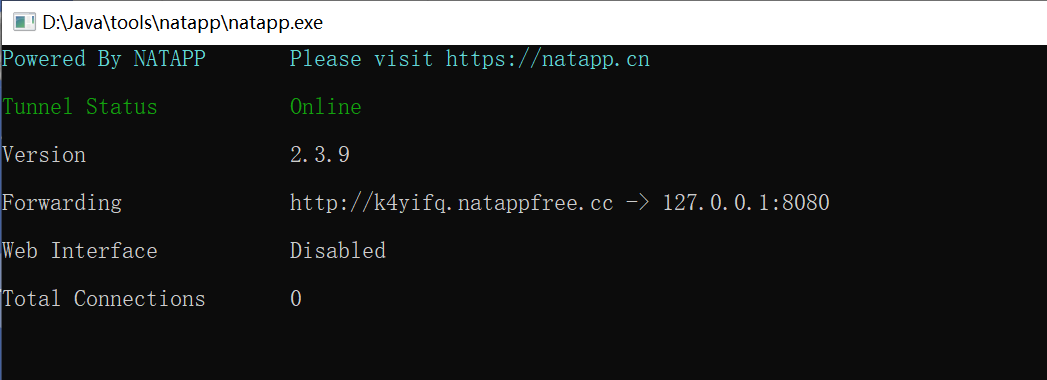 D:\Java\tools\natapp\natapp.exe
Powered By NATAPP Please visit https://natapp.cn
Tunnel Status Online
Version 2.3.9
Forwarding http://k4yifq.natappfree.cc -> 127.0.0.1:8080
Web Interface Disabled
Total Connections 0